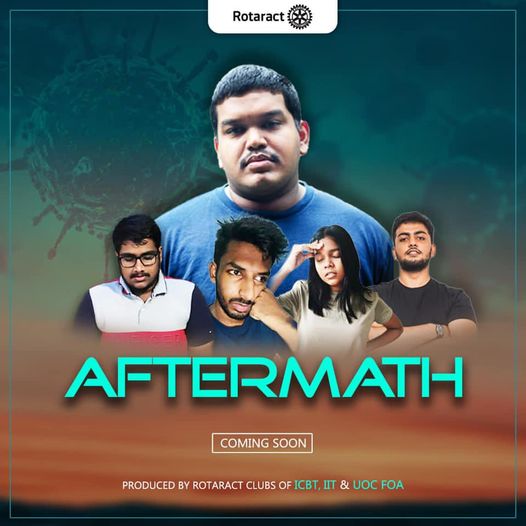 Rotaract
AFTERMATH
COMING SOON
PRODUCED BY ROTARACT CLUBS OF ICBT, IIT & UOC FOA